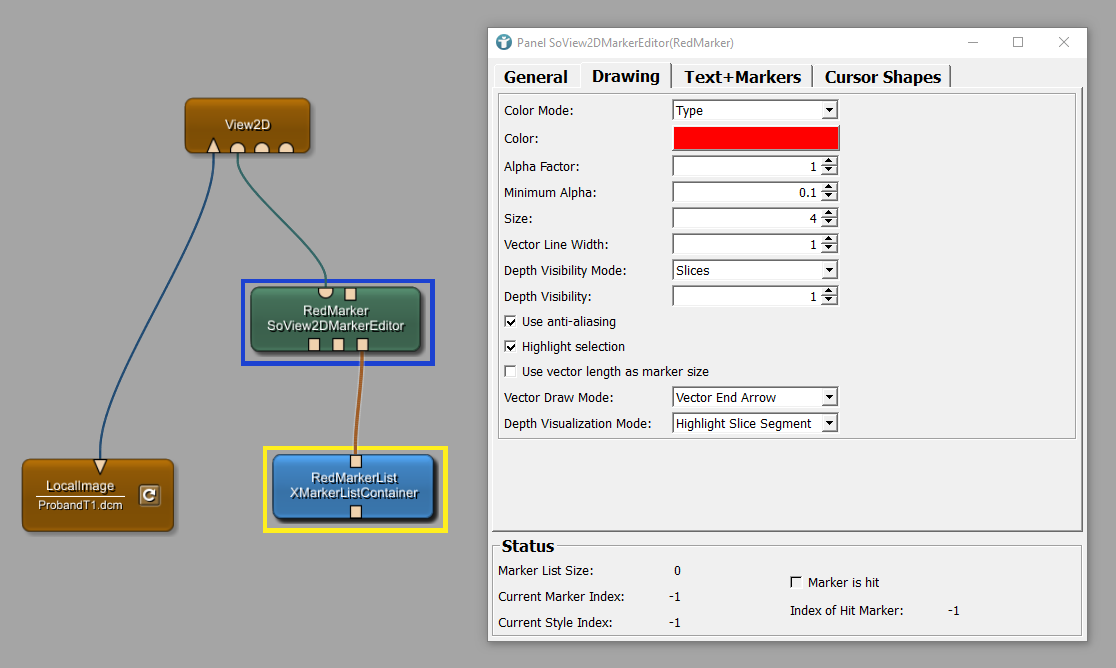 View2D
RedMarker
SoView2DMarkerEditor
RedMarkerList
XMarkerListContainer
LocalImage
ProbandT1.dcm
Panel SoView2DMarkerEditor(RedMarker)
General Drawing Text+Markers Cursor Shapes
Color Mode: Type
Color:
Alpha Factor: 1
Minimum Alpha: 0.1
Size: 4
Vector Line Width: 1
Depth Visibility Mode: Slices
Depth Visibility: 1
Use anti-aliasing
Highlight selection
Use vector length as marker size
Vector Draw Mode: Vector End Arrow
Depth Visualization Mode: Highlight Slice Segment
Status
Marker List Size: 0
Marker is hit
Current Marker Index: -1
Index of Hit Marker: -1
Current Style Index: -1